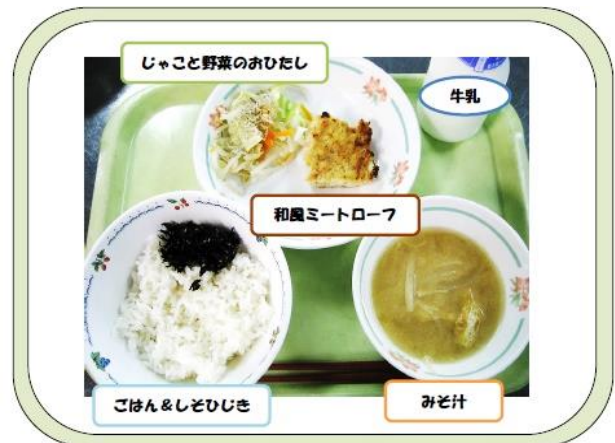 じゃこと野菜のおひたし
牛乳
和風ミートローフ
ごはん&しそひじき
みそ汁